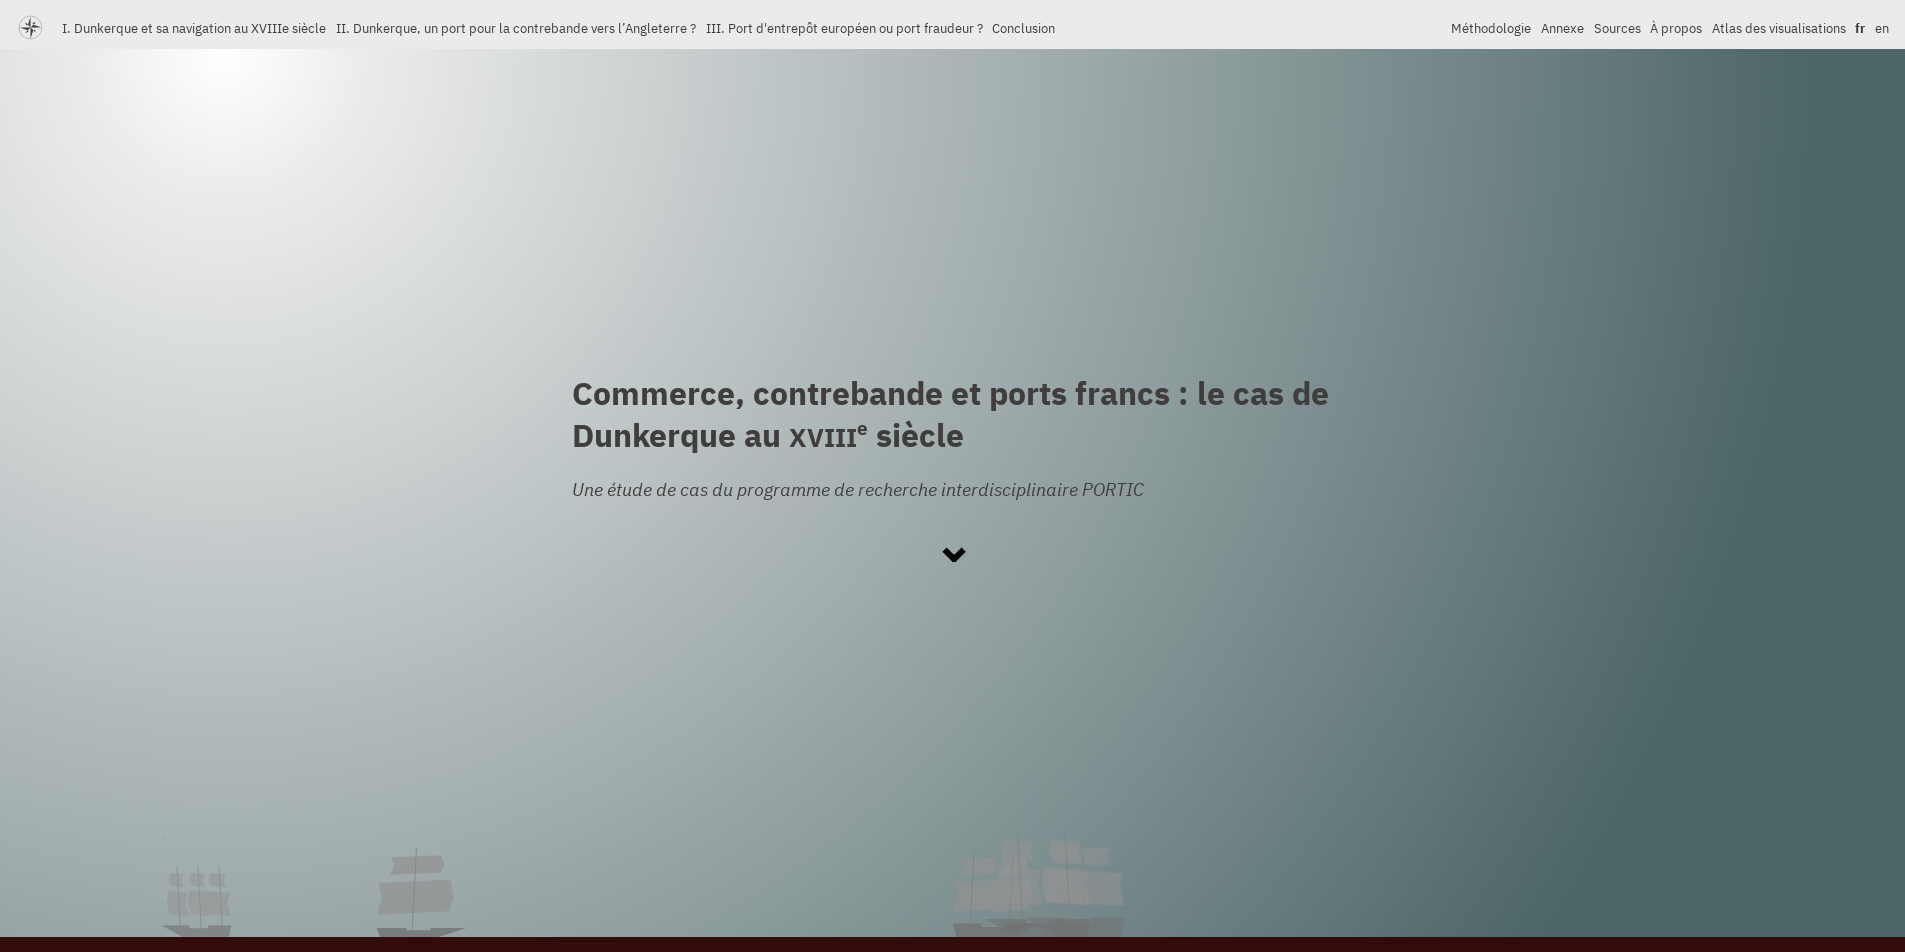 I. Dunkerque et sa navigation au XVIIIe siècle II. Dunkerque, un port pour la contrebande vers l’Angleterre ? III. Port d'entrepôt européen ou port fraudeur ? Conclusion Méthodologie Annexe Sources À propos Atlas des visualisations fr en
Commerce, contrebande et ports francs : le cas de
Dunkerque au XVIIIe siècle
Une étude de cas du programme de recherche interdisciplinaire PORTIC